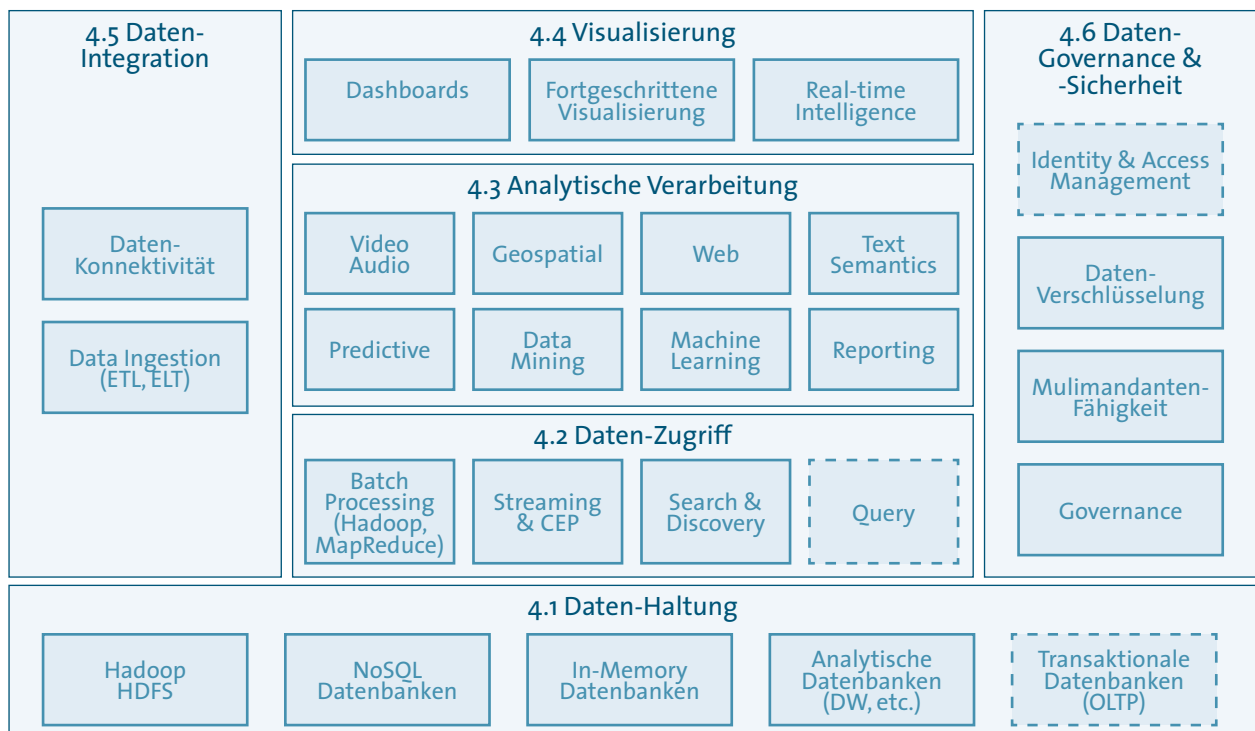 4.5 Daten-
Integration
Daten-
Konnektivität
Data Ingestion
(ETL, ELT)
4.4 Visualisierung
Dashboards
Fortgeschrittene
Visualisierung
Real-time
Intelligence
4.3 Analytische Verarbeitung
Video
Audio
Geospatial
Web
Text
Semantics
Predictive
Data
Mining
Machine
Learning
Reporting
4.2 Daten-Zugriff
Batch
Processing
(Hadoop,
MapReduce)
Streaming
& CEP
Search &
Discovery
Query
4.6 Daten-
Governance &
-Sicherheit
Identity & Access
Management
Daten-
Verschlüsselung
Mulimandanten-
Fähigkeit
Governance
4.1 Daten-Haltung
Hadoop
HDFS
NoSQL
Datenbanken
In-Memory
Datenbanken
Analytische
Datenbanken
(DW, etc.)
Transaktionale
Datenbanken
(OLTP)